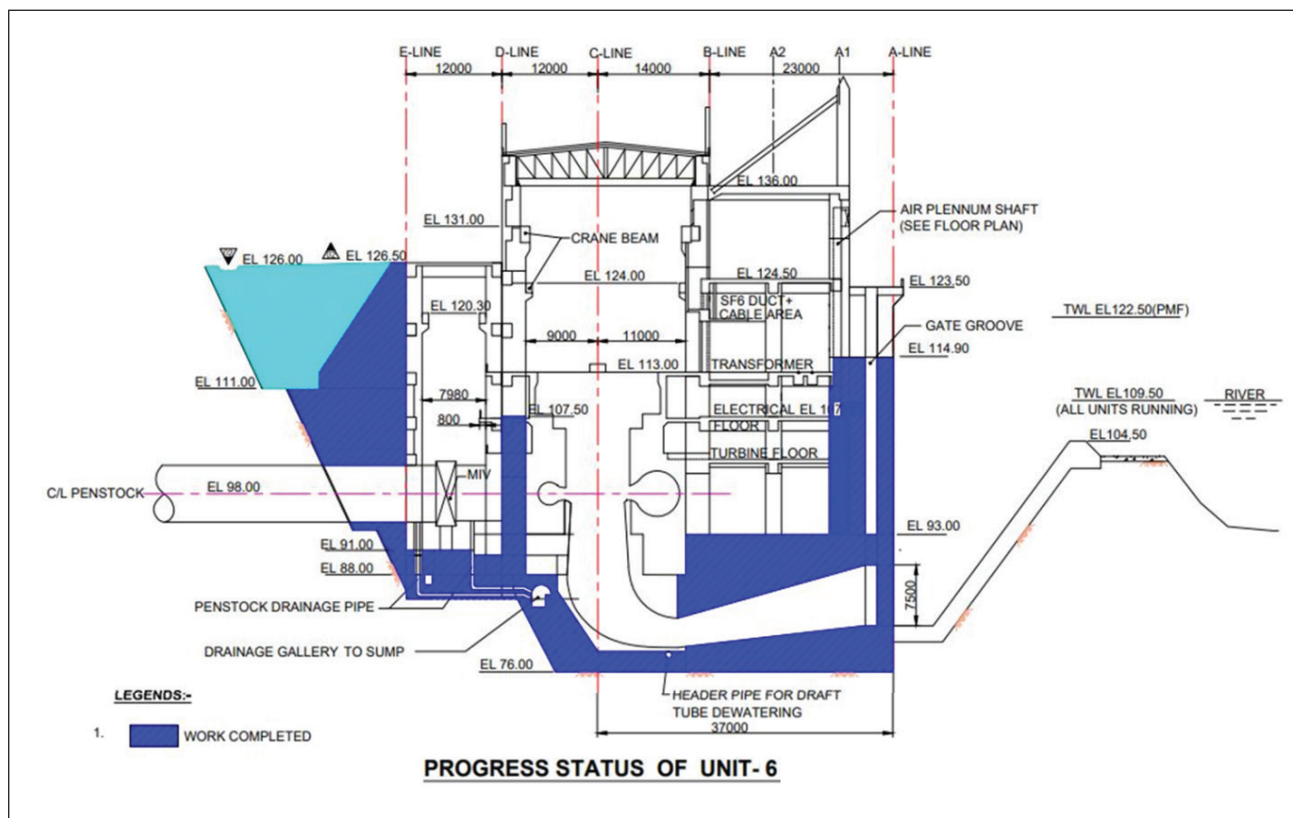 E-LINE D-LINE C-LINE B-LINE A2 A1 A-LINE
12000 12000 14000 23000
EL 136.00
AIR PLENNUM SHAFT
(SEE FLOOR PLAN)
EL 131.00
CRANE BEAM
EL 126.00 EL 126.50
EL 124.00 EL 124.50
EL 123.50
SF6 DUCT+
CABLE AREA
EL 120.30
TWL EL122.50(PMF)
GATE GROOVE
9000 11000
EL 114.90
EL 113.00 TRANSFORMER
EL 111.00
7980
TWL EL109.50
(ALL UNITS RUNNING)
RIVER
800 EL 107.50
ELECTRICAL EL 107
FLOOR
TURBINE FLOOR
EL104.50
MIV
C/L PENSTOCK EL 98.00
EL 93.00
EL 91.00
EL 88.00
7500
PENSTOCK DRAINAGE PIPE
DRAINAGE GALLERY TO SUMP
EL 76.00
HEADER PIPE FOR DRAFT
TUBE DEWATERING
37000
LEGENDS:-
1. WORK COMPLETED
PROGRESS STATUS OF UNIT- 6